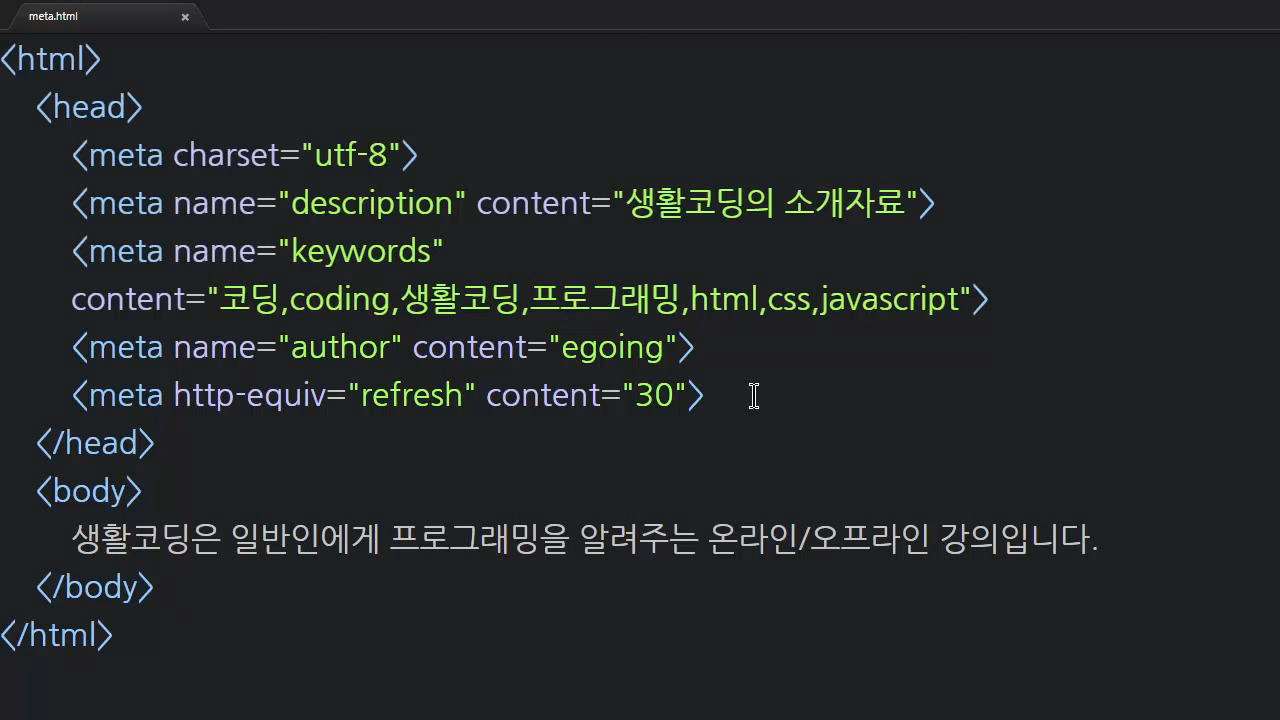 meta.html
<html>
<head>
<meta charset="utf-8">
<meta name="description" content="생활코딩의 소개자료">
<meta name="keywords"
content="코딩,coding,생활코딩,프로그래밍,html,css,javascript">
<meta name="author" content="egoing">
<meta http-equiv="refresh" content="30">
</head>
<body>
생활코딩은 일반인에게 프로그래밍을 알려주는 온라인/오프라인 강의입니다.
</body>
</html>